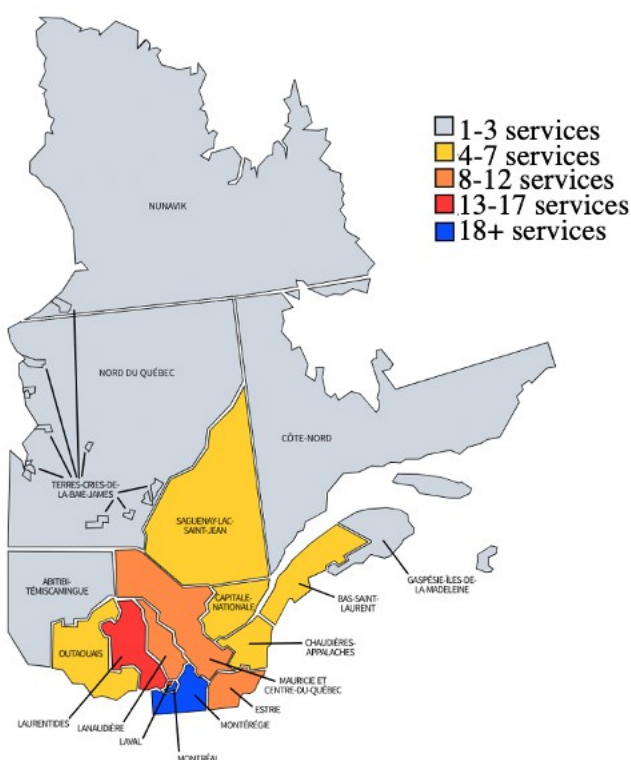 1-3 services
4-7 services
8-12 services
13-17 services
18+ services
NUNAVIK
NORD DU QUÉBEC
CÔTE-NORD
TERRES-CRIES-DE-
LA-BAIE-JAMES
SAGUENAY-LAC-
SAINT-JEAN
ABITIBI-
TÉMISCAMINGUE
GASPÉSIE-ÎLES-DE-
LA MADELEINE
CAPITALE-
NATIONALE
BAS-SAINT-
LAURENT
OUTAOUAIS
CHAUDIÈRES-
APPALACHES
MAURICIE ET
CENTRE-DU-QUÉBEC
ESTRIE
LAURENTIDES
LANAUDIÈRE
MONTÉRÉGIE
LAVAL
MONTRÉAL